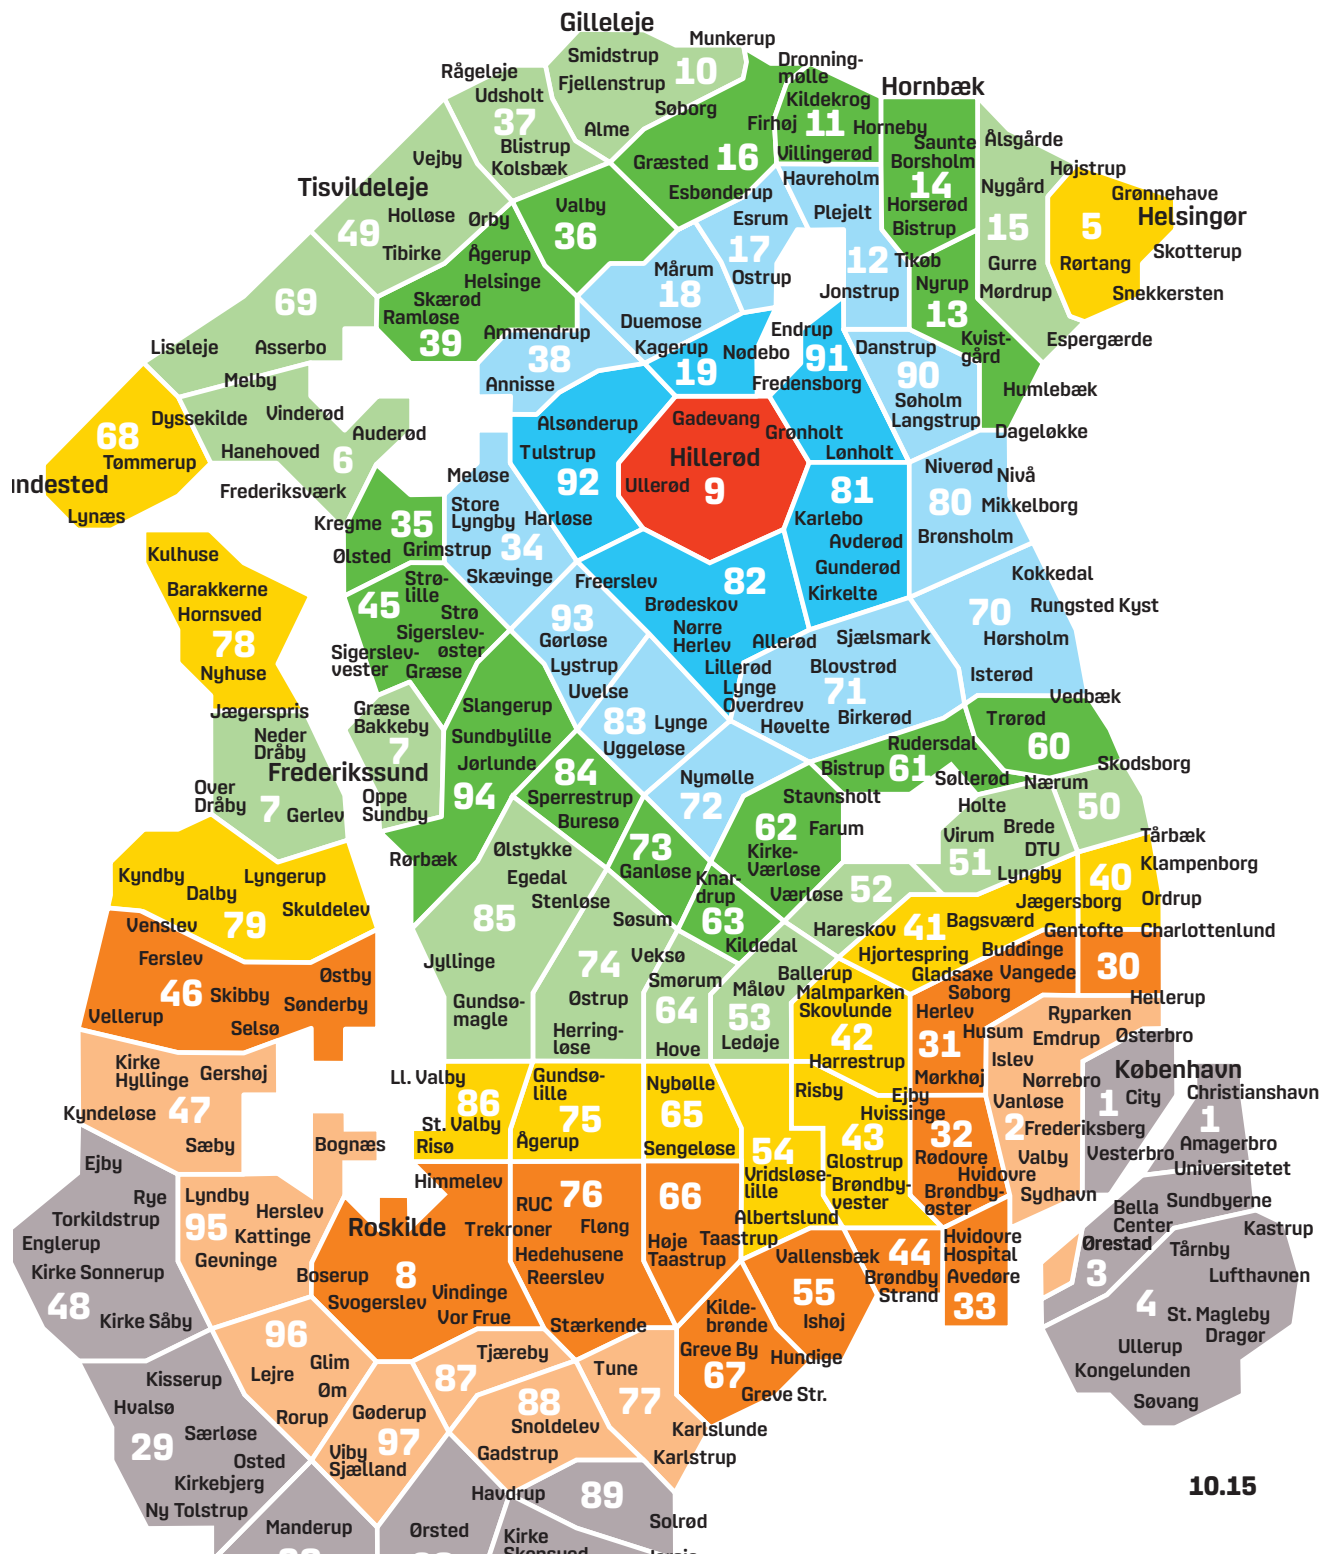 Gilleleje
Munkerup
Smidstrup
10
Fjellenstrup
Søborg
Alme
Rågeleje
Udsholt
37
Blistrup
Kolsbæk
Dronning-
mølle
Kildekrog
Firhøj
11
Villingerød
Hornbæk
Horneby
Saunte
Borsholm
14
Horserød
Bistrup
Ålsgårde
Højstrup
Nygård
15
Gurre
Mørdrup
Espergærde
Grønnehave
Helsingør
5
Skotterup
Rørtang
Snekkersten
Græsted
16
Esbønderup
Vejby
Tisvildeleje
Holløse
49
Tibirke
Ørby
Valby
36
Ågerup
Helsinge
Skærød
Ramløse
39
Havreholm
Plejelt
12
Jonstrup
Esrum
17
Ostrup
Tikøb
Nyrup
13
Kvist-
gård
Humlebæk
Mårum
18
Duemose
69
Liseleje
Asserbo
Ammendrup
38
Annisse
Kagerup
Nødebo
19
Endrup
91
Fredensborg
Grønholt
Lønholt
Danstrup
90
Søholm
Langstrup
Dageløkke
Melby
Dyssekilde
Vinderød
Auderød
Hanehoved
6
Frederiksværk
68
Tømmerup
ndested
Lynæs
Alsønderup
Tulstrup
92
Harløse
Gadevang
Hillerød
Ullerød
9
Niverød
Nivå
80
Mikkelborg
Brønsholm
81
Karlebo
Avderød
Gunderød
Kirkelte
Meløse
Store
Lyngby
34
Skævinge
Kregme
35
Ølsted
Grimstrup
Kulhuse
Barakkerne
Hornsved
78
Nyhuse
Jægerspris
Strø-
lille
45
Strø
Sigerslev-
øster
Sigerslev-
vester
Græse
Freerslev
82
Brødeskov
Nørre
Herlev
Lillerød
93
Gørløse
Lystrup
Uvelse
Kokkedal
70
Rungsted Kyst
Hørsholm
Isterød
Vedbæk
Allerød
Sjælsmark
Blovstrød
Lynge
Overdrev
71
Høvelte
Birkerød
83
Lynge
Uggeløse
Græse
Bakkeby
7
Oppe
Sundby
Neder
Dråby
Frederikssund
Over
Dråby
7
Gerlev
Slangerup
Sundbylille
Jørlunde
94
Rørbæk
84
Sperrestrup
Buresø
Nymølle
72
Trørød
60
Skodsborg
Rudersdal
Bistrup
61
Søllerød
Nærum
50
Tårbæk
Stavnsholt
62
Farum
Kirke-
Værløse
Holte
Virum
Brede
DTU
51
Lyngby
73
Ganløse
Knar-
drup
63
Kildedal
Værløse
52
Hareskov
Klampenborg
40
Jægersborg
Ordrup
Gentofte
Charlottenlund
Ølstykke
Egedal
Stenløse
85
Jyllinge
Gundsø-
magle
Søsum
Veksø
74
Østrup
Herring-
løse
Smørum
64
Hove
Ballerup
Måløv
53
Ledøje
41
Bagsværd
Hjortespring
Kyndby
Lyngerup
Dalby
Skuldelev
79
Venslev
Ferslev
Østby
46
Skibby
Sønderby
Vellerup
Selsø
Buddinge
Gladsaxe
Vangede
Søborg
30
Hellerup
Herlev
31
Mørkhøj
Malmparken
Skovlunde
42
Harrestrup
Ryparken
Husum
Emdrup
Østerbro
Islev
Nørrebro
Vanløse
2
Frederiksberg
Valby
Sydhavn
København
1
City
Christianshavn
1
Vesterbro
Amagerbro
Universitetet
Kirke
Hyllinge
Gershøj
Kyndeløse
47
Sæby
Bognæs
Ll. Valby
86
St. Valby
Risø
Gundsø-
lille
75
Ågerup
Nybølle
65
Sengeløse
Risby
54
Vridsløse-
lille
Albertslund
Ejby
Hvissinge
43
Glostrup
Brøndby-
vester
32
Rødovre
Hvidovre
Brøndby-
øster
Ejby
Rye
Torkildstrup
Englerup
Kirke Sonnerup
48
Kirke Såby
Lyndby
95
Herslev
Kattinge
Gevninge
Himmelev
Roskilde
Trekroner
8
Boserup
Svogerslev
Vindinge
Vor Frue
RUC
76
Fløng
Hedehusene
Reerslev
Stærkende
66
Høje
Taastrup
Taastrup
Vallensbæk
44
Brøndby
Strand
Hvidovre
Hospital
Avedøre
33
Bella
Center
Ørestad
3
Sundbyerne
Kastrup
Tårnby
Lufthavnen
4
St. Magleby
Dragør
Ullerup
Kongelunden
Søvang
55
Ishøj
Hundige
Kilde-
brønde
Greve By
67
Greve Str.
96
Lejre
Glim
Øm
Rorup
Tjæreby
87
88
Snoldelev
Gadstrup
Tune
77
Karlslunde
Karlstrup
Gøderup
97
Viby
Sjælland
Kisserup
Hvalsø
Særløse
29
Osted
Kirkebjerg
Ny Tolstrup
Havdrup
89
Solrød
Manderup
Ørsted
Kirke
10.15